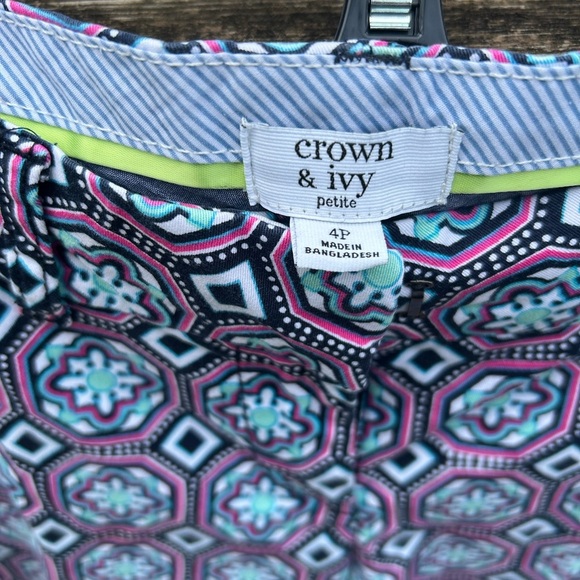 crown
& ivy
petite
4P
MADE IN
BANGLADESH